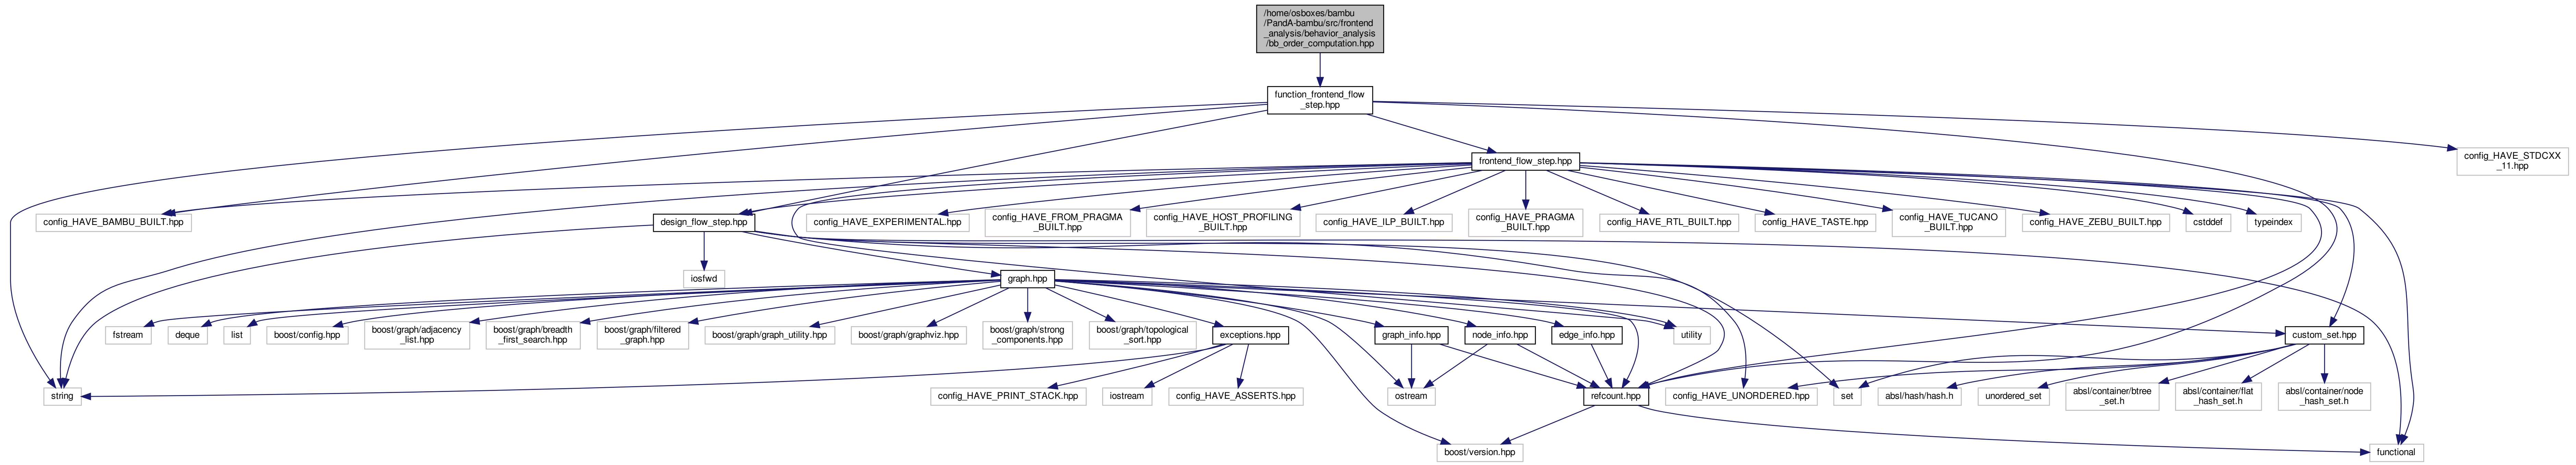 /home/osboxes/bambu
/PandA-bambu/src/frontend
_analysis/behavior_analysis
/bb_order_computation.hpp
function_frontend_flow
_step.hpp
frontend_flow_step.hpp
config_HAVE_STDCXX
_11.hpp
config_HAVE_BAMBU_BUILT.hpp
design_flow_step.hpp
config_HAVE_EXPERIMENTAL.hpp
config_HAVE_FROM_PRAGMA
_BUILT.hpp
config_HAVE_HOST_PROFILING
_BUILT.hpp
config_HAVE_ILP_BUILT.hpp
config_HAVE_PRAGMA
_BUILT.hpp
config_HAVE_RTL_BUILT.hpp
config_HAVE_TASTE.hpp
config_HAVE_TUCANO
_BUILT.hpp
config_HAVE_ZEBU_BUILT.hpp
cstddef
typeindex
iosfwd
graph.hpp
fstream
deque
list
boost/config.hpp
boost/graph/adjacency
_list.hpp
boost/graph/breadth
_first_search.hpp
boost/graph/filtered
_graph.hpp
boost/graph/graph_utility.hpp
boost/graph/graphviz.hpp
boost/graph/strong
_components.hpp
boost/graph/topological
_sort.hpp
exceptions.hpp
graph_info.hpp
node_info.hpp
edge_info.hpp
utility
custom_set.hpp
string
config_HAVE_PRINT_STACK.hpp
iostream
config_HAVE_ASSERTS.hpp
ostream
refcount.hpp
config_HAVE_UNORDERED.hpp
set
absl/hash/hash.h
unordered_set
absl/container/btree
_set.h
absl/container/flat
_hash_set.h
absl/container/node
_hash_set.h
boost/version.hpp
functional